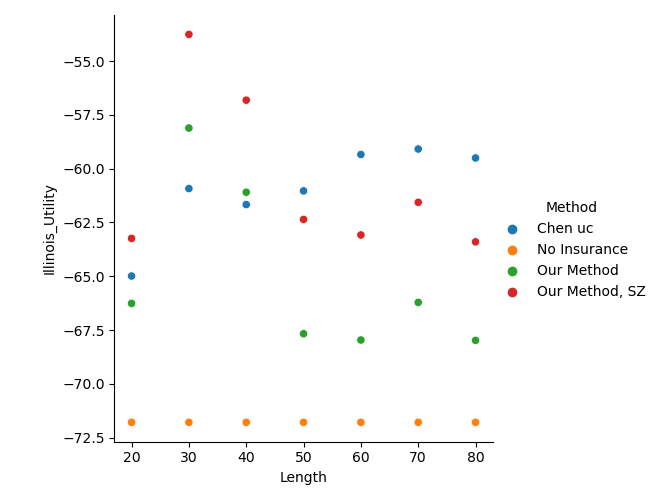 −55.0
−57.5
−60.0
−62.5
−65.0
−67.5
−70.0
−72.5
Illinois_Utility
20 30 40 50 60 70 80
Length
Method
Chen uc
No Insurance
Our Method
Our Method, SZ